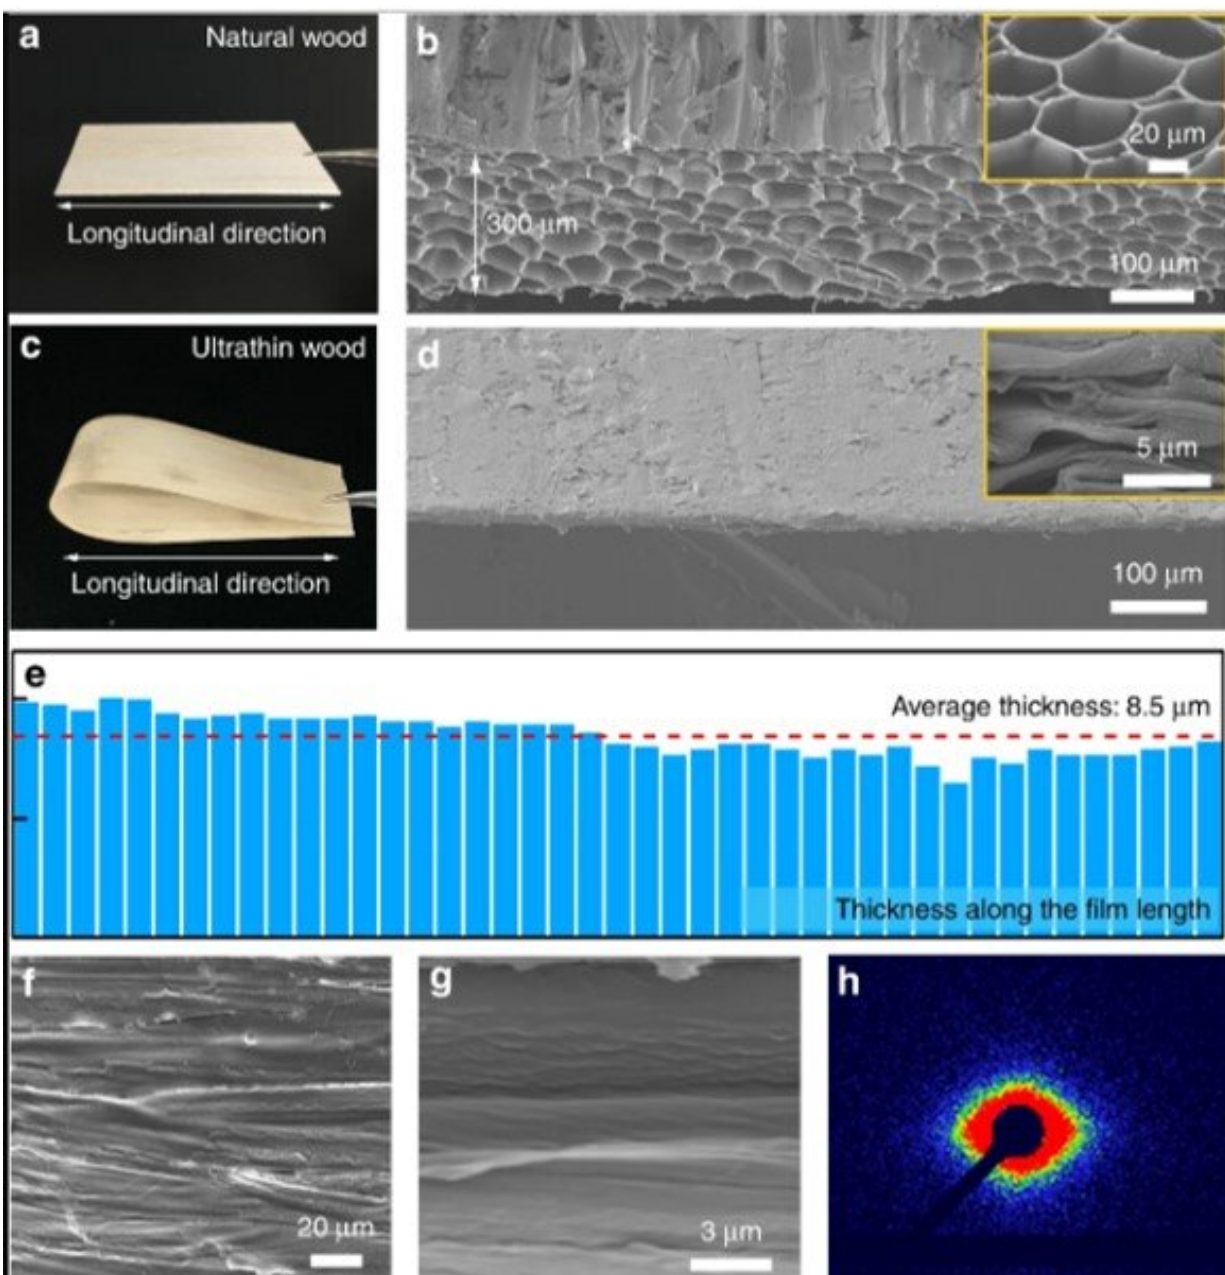 a
Natural wood
Longitudinal direction
b
20 μm
300 μm
100 μm
c
Ultrathin wood
Longitudinal direction
d
5 μm
100 μm
e
Average thickness: 8.5 μm
Thickness along the film length
f
20 μm
g
3 μm
h